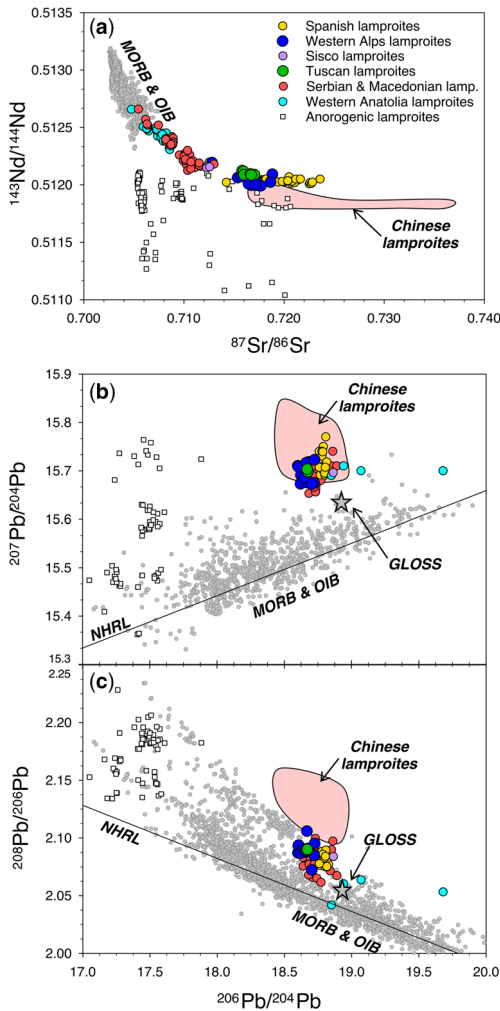 0.5135
0.5130
0.5125
0.5120
0.5115
0.5110
143Nd/144Nd
(a)
MORB & OIB
Spanish lamproites
Western Alps lamproites
Sisco lamproites
Tuscan lamproites
Serbian & Macedonian lamp.
Western Anatolia lamproites
Anorogenic lamproites
Chinese
lamproites
0.700
0.710
0.720
0.730
0.740
87Sr/86Sr
15.9
15.8
15.7
15.6
15.5
15.4
15.3
207Pb/204Pb
(b)
Chinese
lamproites
GLOSS
MORB & OIB
NHRL
2.25
2.20
2.15
2.10
2.05
2.00
208Pb/206Pb
(c)
Chinese
lamproites
GLOSS
NHRL
MORB & OIB
17.0
17.5
18.0
18.5
19.0
19.5
20.0
206Pb/204Pb